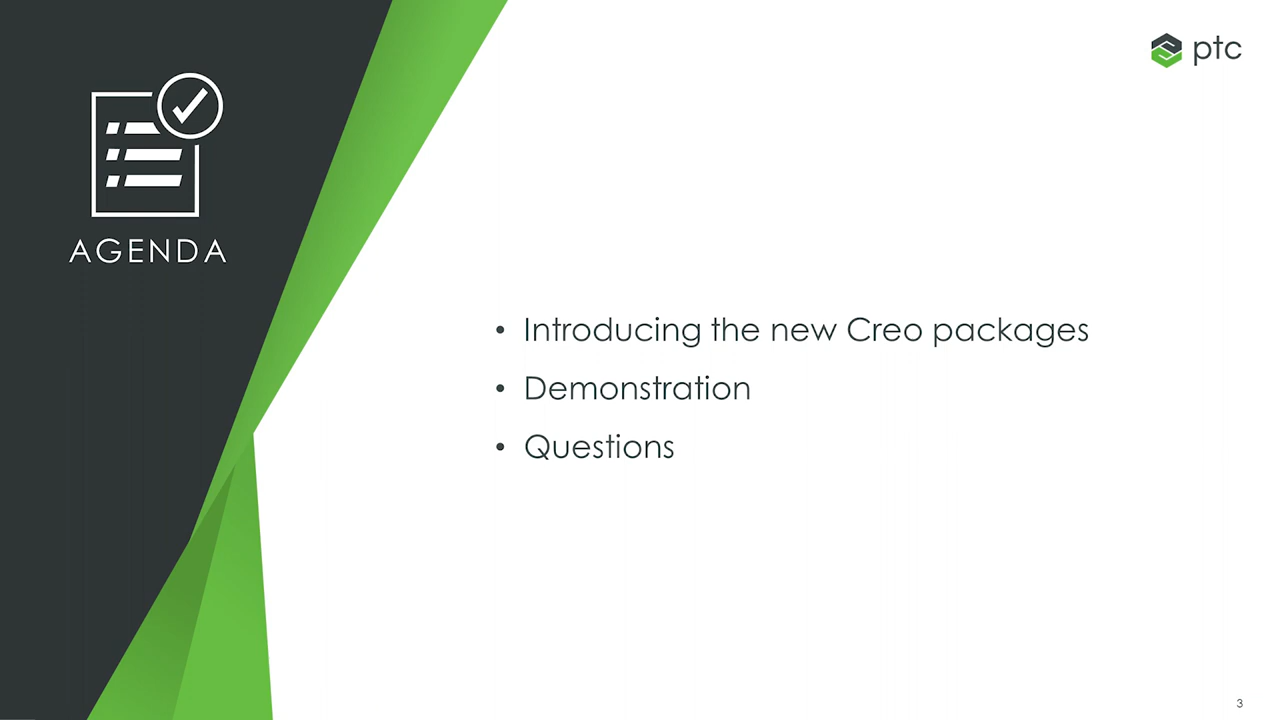 ptc
AGENDA
• Introducing the new Creo packages
• Demonstration
• Questions
3